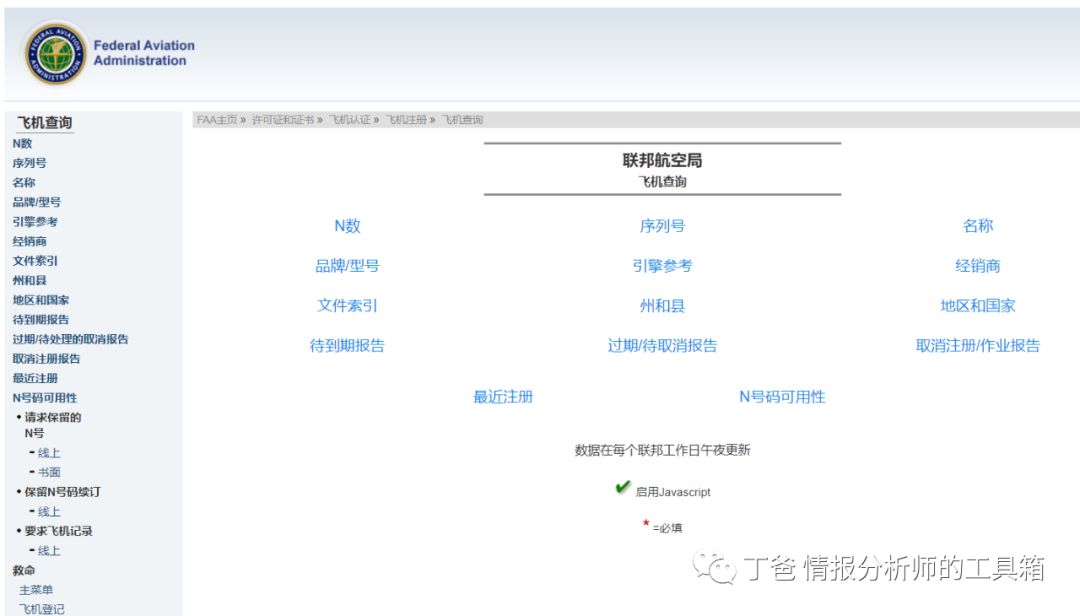 FEDERAL AVIATION
ADMINISTRATION
Federal Aviation
Administration
飞机查询
N数
序列号
名称
品牌/型号
引擎参考
经销商
文件索引
州和县
地区和国家
待到期报告
过期/待处理的取消报告
取消注册报告
最近注册
N号码可用性
• 请求保留的
N号
- 线上
- 书面
• 保留N号码续订
- 线上
• 要求飞机记录
- 线上
救命
主菜单
飞机登记
FAA主页 » 许可证和证书 » 飞机认证 » 飞机注册 » 飞机查询
联邦航空局
飞机查询
N数 序列号 名称
品牌/型号 引擎参考 经销商
文件索引 州和县 地区和国家
待到期报告 过期/待取消报告 取消注册/作业报告
最近注册 N号码可用性
数据在每个联邦工作日午夜更新
启用Javascript
* =必填
丁爸 情报分析师的工具箱